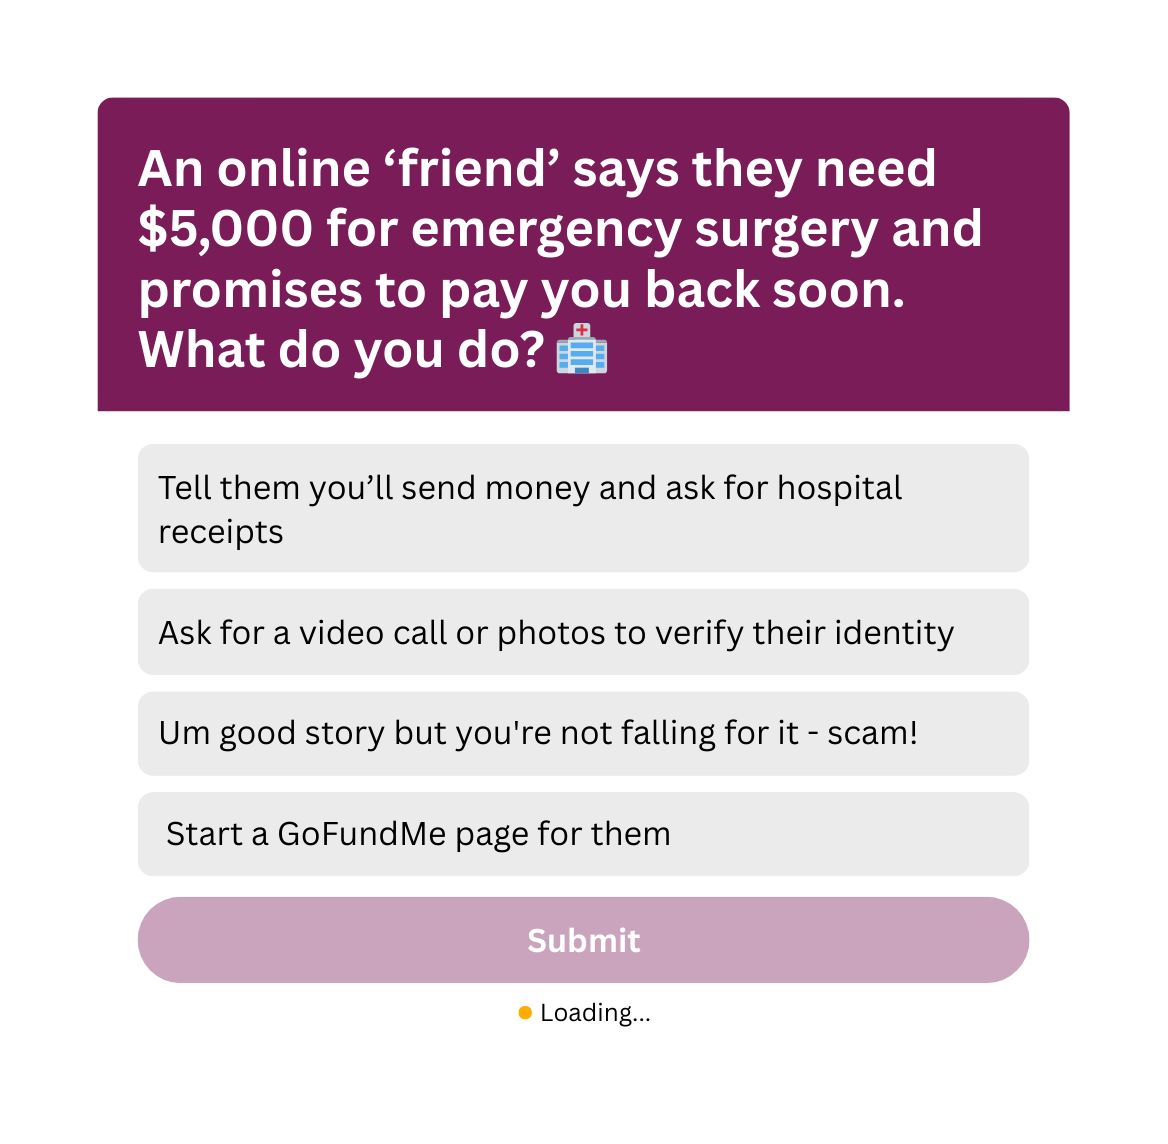 An online ‘friend’ says they need
$5,000 for emergency surgery and
promises to pay you back soon.
What do you do? 🏥
Tell them you’ll send money and ask for hospital
receipts
Ask for a video call or photos to verify their identity
Um good story but you're not falling for it - scam!
Start a GoFundMe page for them
Submit
Loading...